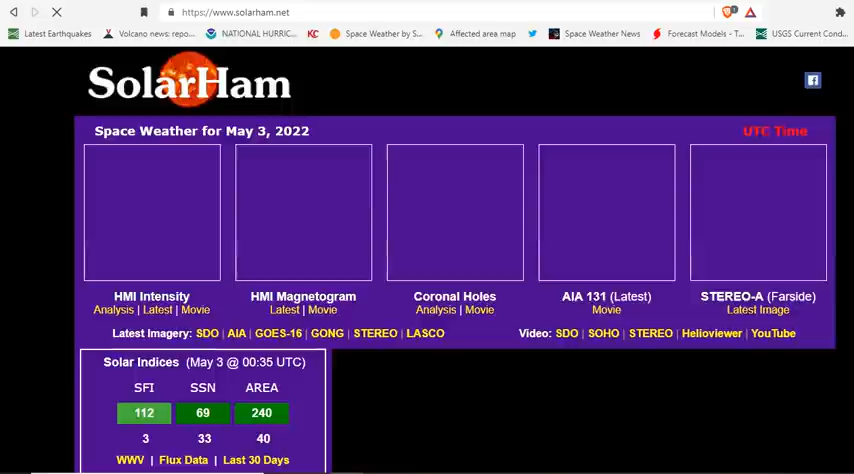 https://www.solarham.net
Latest Earthquakes Volcano news: repo... NATIONAL HURRIC... KC Space Weather by S... Affected area map Space Weather News Forecast Models - T... USGS Current Cond...
SolarHam
Space Weather for May 3, 2022 UTC Time
HMI Intensity HMI Magnetogram Coronal Holes AIA 131 (Latest) STEREO-A (Farside)
Analysis | Latest | Movie Latest | Movie Analysis | Movie Movie Latest Image
Latest Imagery: SDO | AIA | GOES-16 | GONG | STEREO | LASCO Video: SDO | SOHO | STEREO | Helioviewer | YouTube
Solar Indices (May 3 @ 00:35 UTC)
SFI SSN AREA
112 69 240
3 33 40
WWV | Flux Data | Last 30 Days